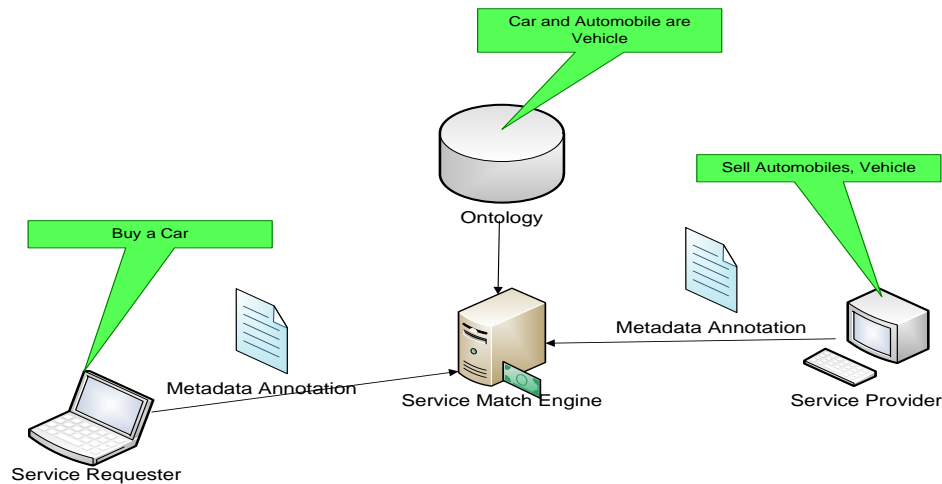 Car and Automobile are
Vehicle
Sell Automobiles, Vehicle
Ontology
Buy a Car
Metadata Annotation
Metadata Annotation
Service Match Engine
Service Provider
Service Requester